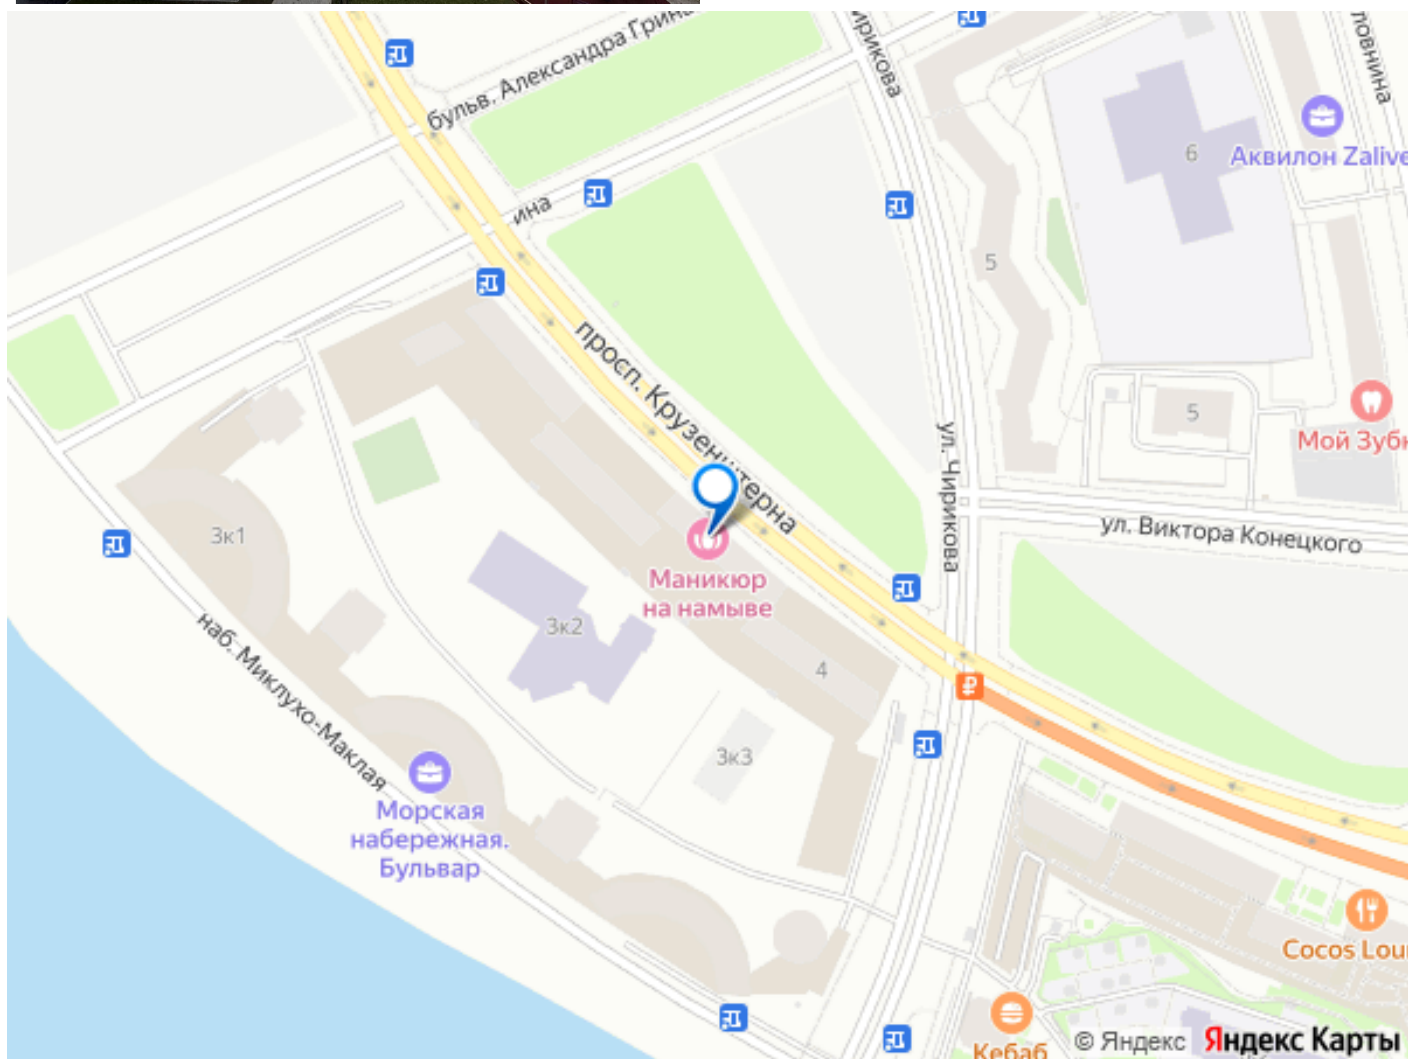 бульв. Александра Грина
ирикова
ловнина
6
Аквилон Zalive
ина
5
просп. Крузенштерна
5
Мой Зубн
ул. Чирикова
ул. Виктора Конецкого
3к1
Маникюр
на намыве
наб. Миклухо-Маклая
3к2
4
3к3
Морская
набережная.
Бульвар
Cocos Lou
Кебаб
© Яндекс Яндекс Карты